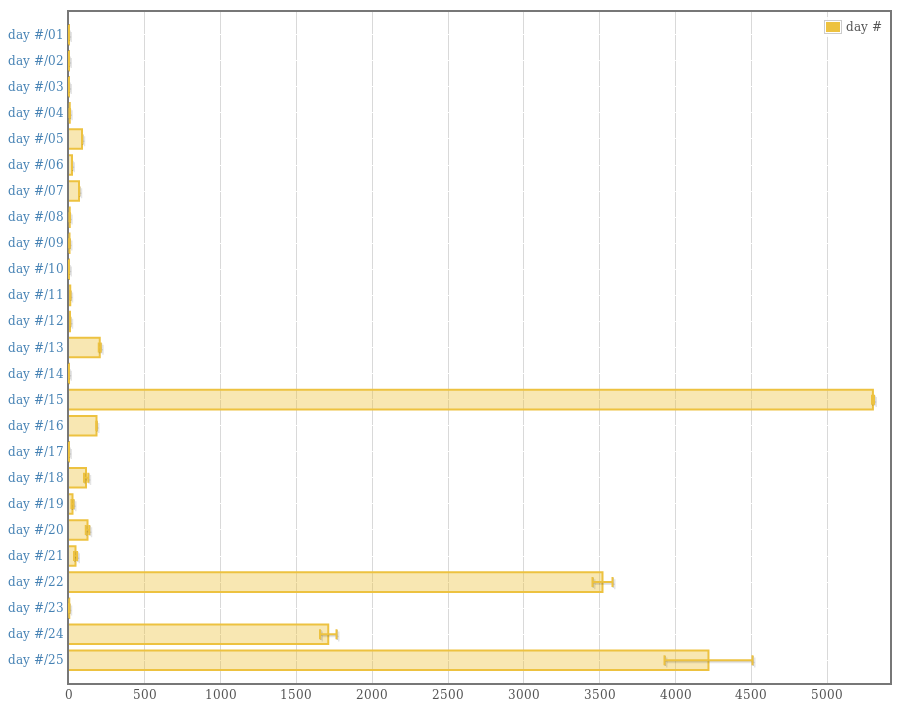 day #
day #/01
day #/02
day #/03
day #/04
day #/05
day #/06
day #/07
day #/08
day #/09
day #/10
day #/11
day #/12
day #/13
day #/14
day #/15
day #/16
day #/17
day #/18
day #/19
day #/20
day #/21
day #/22
day #/23
day #/24
day #/25
0 500 1000 1500 2000 2500 3000 3500 4000 4500 5000